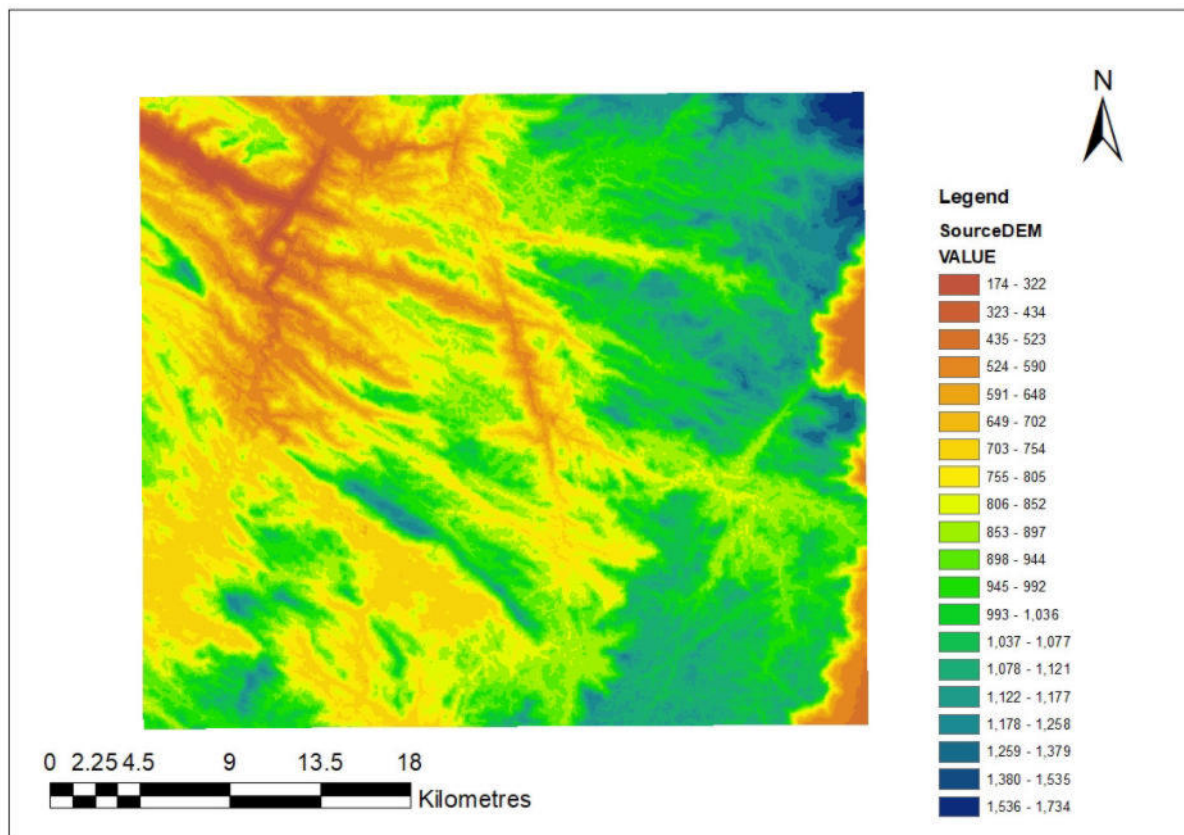 N
Legend
SourceDEM
VALUE
174 - 322
323 - 434
435 - 523
524 - 590
591 - 648
649 - 702
703 - 754
755 - 805
806 - 852
853 - 897
898 - 944
945 - 992
993 - 1,036
1,037 - 1,077
1,078 - 1,121
1,122 - 1,177
1,178 - 1,258
1,259 - 1,379
1,380 - 1,535
1,536 - 1,734
0 2.25 4.5 9 13.5 18
Kilometres